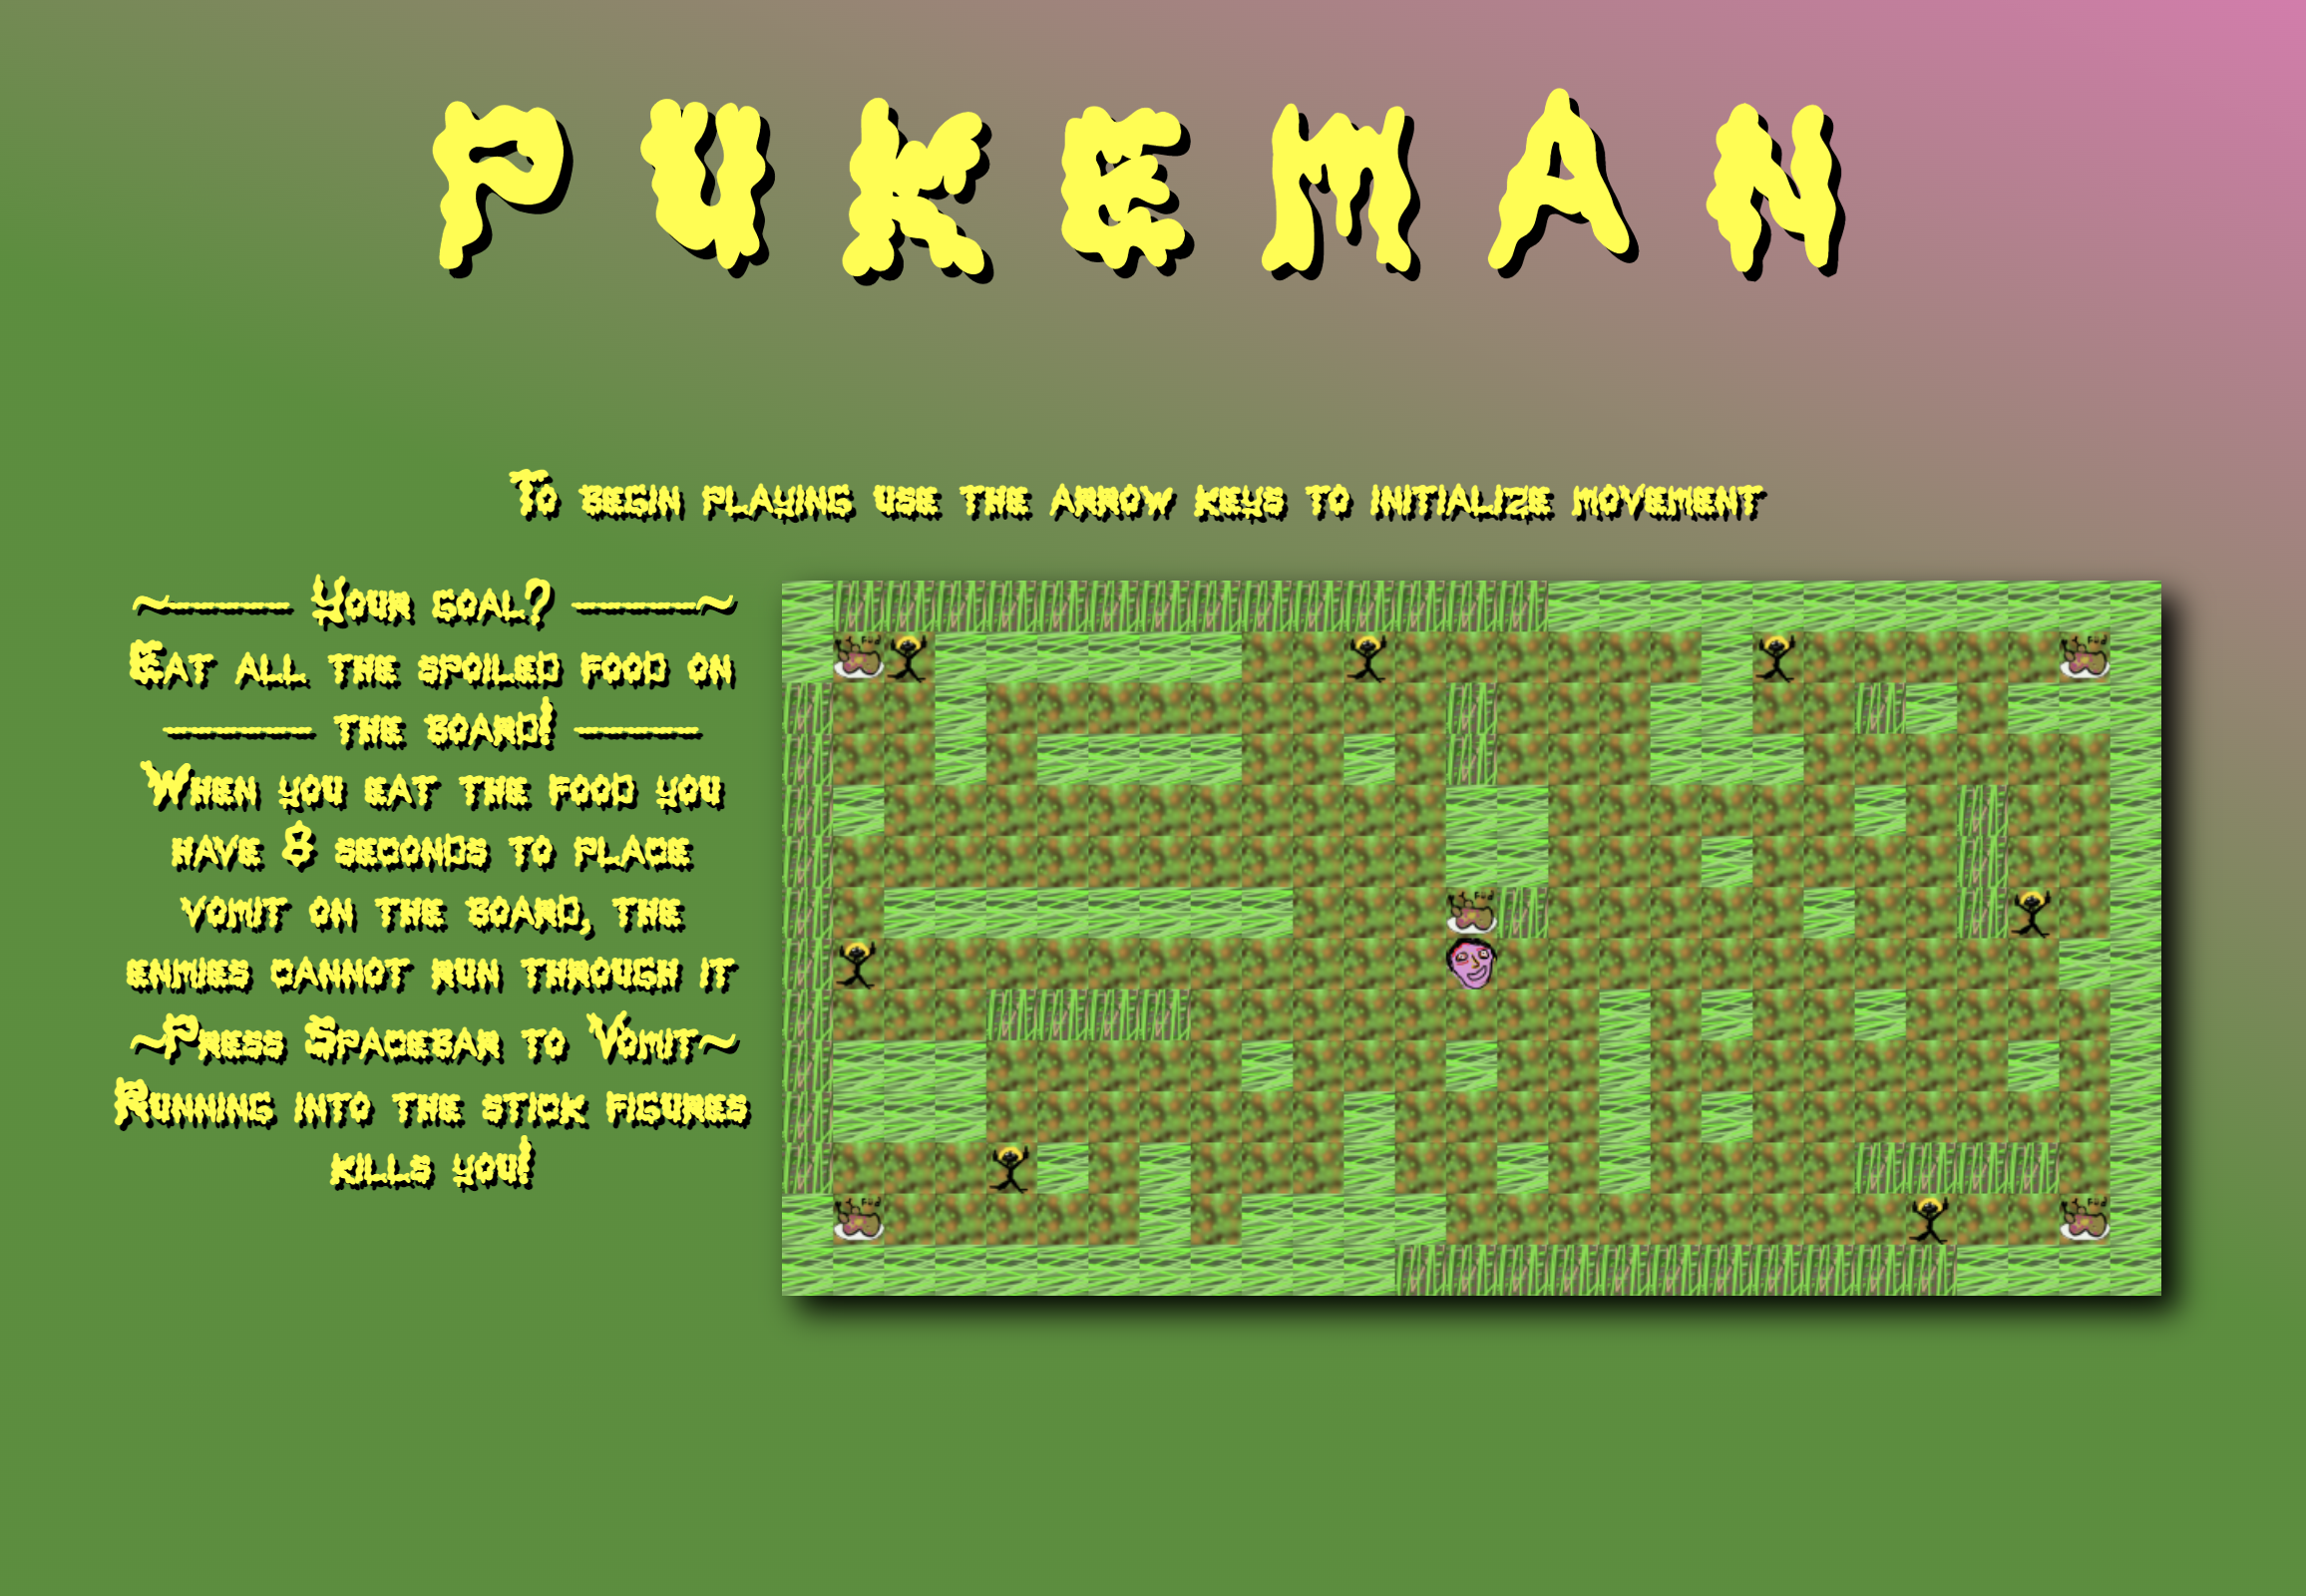 PUKEMAN
To begin playing use the arrow keys to initialize movement
~——— Your goal? ———~
Eat all the spoiled food on
———— the board! ————
When you eat the food you
have 8 seconds to place
vomit on the board, the
enmies cannot run through it
~Press Spacebar to Vomit~
Running into the stick figures
kills you!